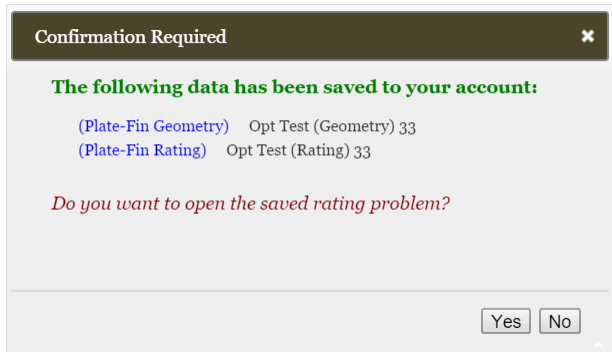 Confirmation Required
The following data has been saved to your account:
(Plate-Fin Geometry) Opt Test (Geometry) 33
(Plate-Fin Rating) Opt Test (Rating) 33
Do you want to open the saved rating problem?
Yes No